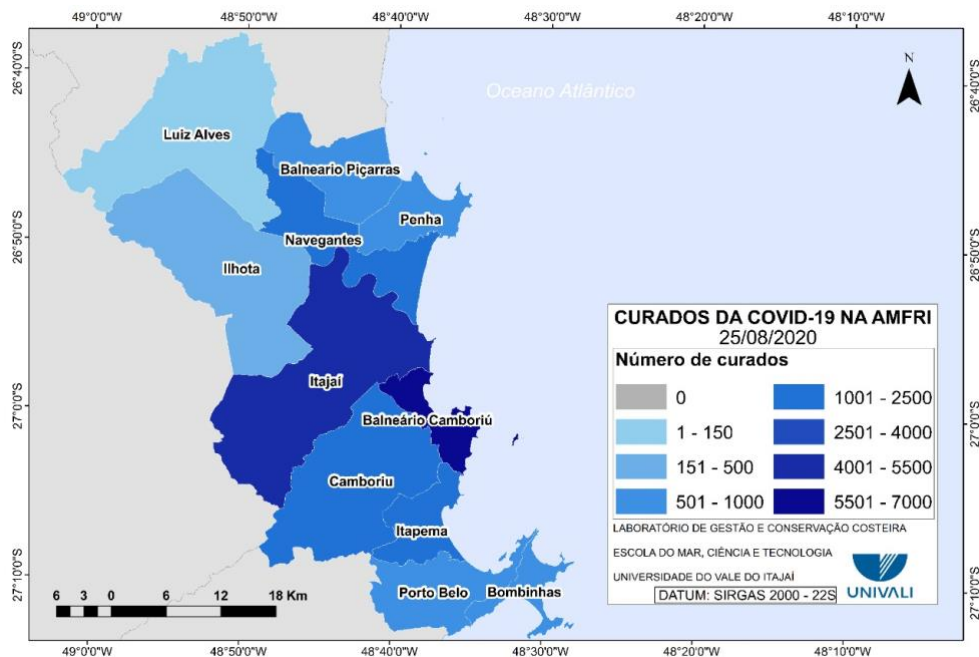 49°0'0"W 48°50'0"W 48°40'0"W 48°30'0"W 48°20'0"W 48°10'0"W
26°40'0"S 26°40'0"S
N
Oceano Atlântico
Luiz Alves
Balneario Piçarras
Penha
26°50'0"S 26°50'0"S
Navegantes
Ilhota
Itajaí
27°0'0"S 27°0'0"S
Balneário Camboriú
Camboriu
Itapema
27°10'0"S 27°10'0"S
Porto Belo
Bombinhas
6 3 0 6 12 18 Km
CURADOS DA COVID-19 NA AMFRI
25/08/2020
Número de curados
0 1001 - 2500
1 - 150 2501 - 4000
151 - 500 4001 - 5500
501 - 1000 5501 - 7000
LABORATÓRIO DE GESTÃO E CONSERVAÇÃO COSTEIRA
ESCOLA DO MAR, CIÊNCIA E TECNOLOGIA
UNIVERSIDADE DO VALE DO ITAJAÍ
UNIVALI
DATUM: SIRGAS 2000 - 22S
49°0'0"W 48°50'0"W 48°40'0"W 48°30'0"W 48°20'0"W 48°10'0"W